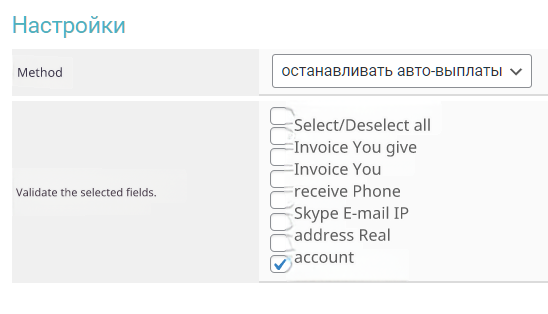 Настройки
Method
останавливать авто-выплаты
Validate the selected fields.
Select/Deselect all
Invoice You give
Invoice You
receive Phone
Skype E-mail IP
address Real
account